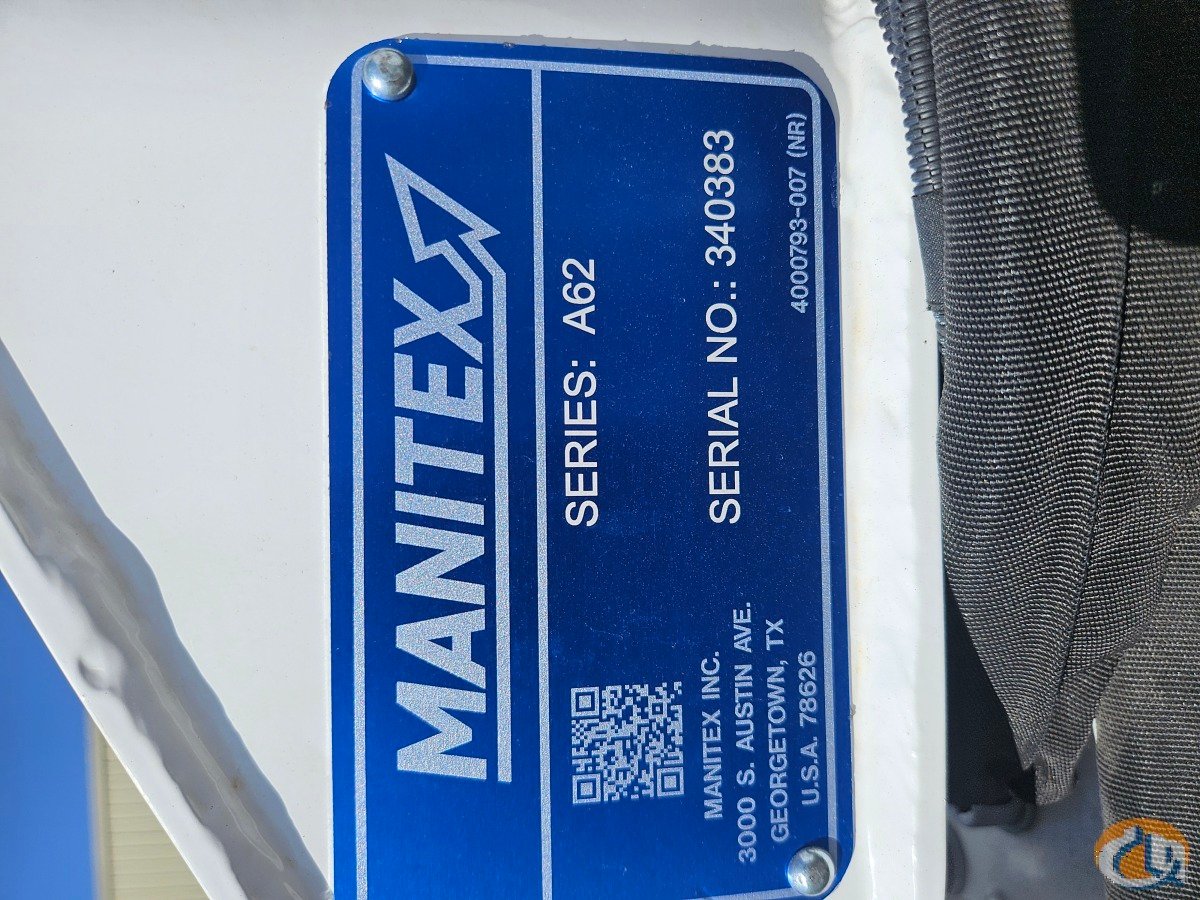 MANITEX
SERIES: A62
SERIAL NO.: 340383
MANITEX INC.
3000 S. AUSTIN AVE.
GEORGETOWN, TX
U.S.A. 78626
4000793-007 (NR)